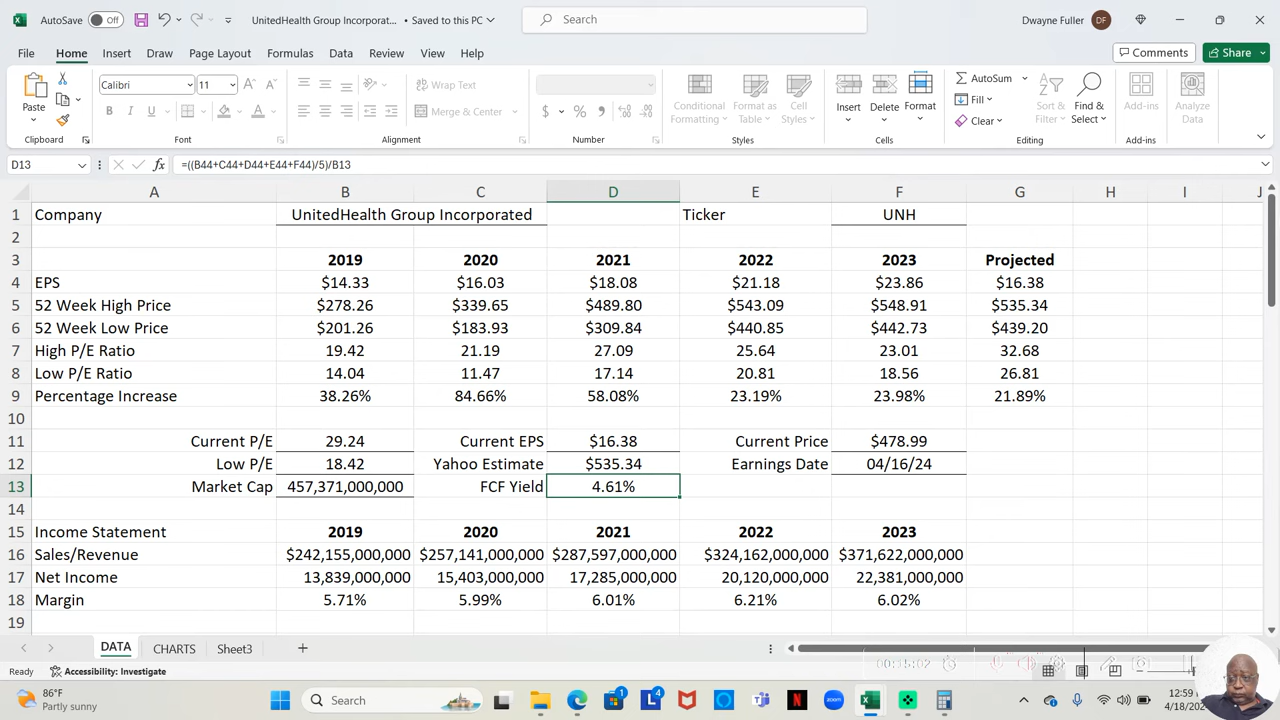 AutoSave Off UnitedHealth Group Incorporat... • Saved to this PC Search Dwayne Fuller DF
File Home Insert Draw Page Layout Formulas Data Review View Help Comments Share
Paste Calibri 11 Wrap Text Merge & Center Conditional Formatting Format as Table Cell Styles Insert Delete Format AutoSum Fill Clear Sort & Filter Find & Select Add-ins Analyze Data
Clipboard Font Alignment Number Styles Cells Editing Add-ins
D13 fx =((B44+C44+D44+E44+F44)/5)/B13
A B C D E F G H I J
1 Company UnitedHealth Group Incorporated Ticker UNH
2
3 2019 2020 2021 2022 2023 Projected
4 EPS $14.33 $16.03 $18.08 $21.18 $23.86 $16.38
5 52 Week High Price $278.26 $339.65 $489.80 $543.09 $548.91 $535.34
6 52 Week Low Price $201.26 $183.93 $309.84 $440.85 $442.73 $439.20
7 High P/E Ratio 19.42 21.19 27.09 25.64 23.01 32.68
8 Low P/E Ratio 14.04 11.47 17.14 20.81 18.56 26.81
9 Percentage Increase 38.26% 84.66% 58.08% 23.19% 23.98% 21.89%
10
11 Current P/E 29.24 Current EPS $16.38 Current Price $478.99
12 Low P/E 18.42 Yahoo Estimate $535.34 Earnings Date 04/16/24
13 Market Cap 457,371,000,000 FCF Yield 4.61%
14
15 Income Statement 2019 2020 2021 2022 2023
16 Sales/Revenue $242,155,000,000 $257,141,000,000 $287,597,000,000 $324,162,000,000 $371,622,000,000
17 Net Income 13,839,000,000 15,403,000,000 17,285,000,000 20,120,000,000 22,381,000,000
18 Margin 5.71% 5.99% 6.01% 6.21% 6.02%
19
DATA CHARTS Sheet3
Ready Accessibility: Investigate 00:15:02
86°F Partly sunny Search 1 4 zoom 12:59 4/18/